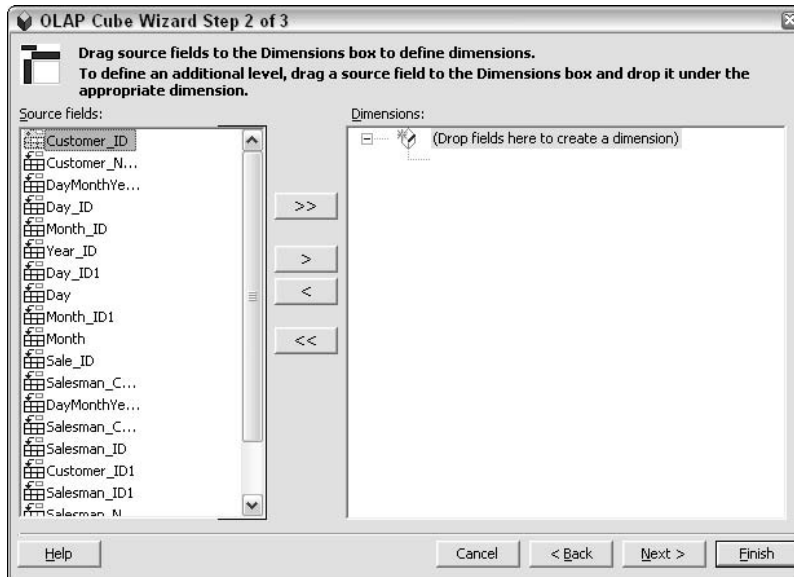 OLAP Cube Wizard Step 2 of 3
Drag source fields to the Dimensions box to define dimensions.
To define an additional level, drag a source field to the Dimensions box and drop it under the
appropriate dimension.
Source fields:
Dimensions:
Customer_ID
Customer_N...
DayMonthYe...
Day_ID
Month_ID
Year_ID
Day_ID1
Day
Month_ID1
Month
Sale_ID
Salesman_C...
DayMonthYe...
Salesman_C...
Salesman_ID
Customer_ID1
Salesman_ID1
Salesman_N
>>
>
<
<<
(Drop fields here to create a dimension)
Help
Cancel
< Back
Next >
Finish